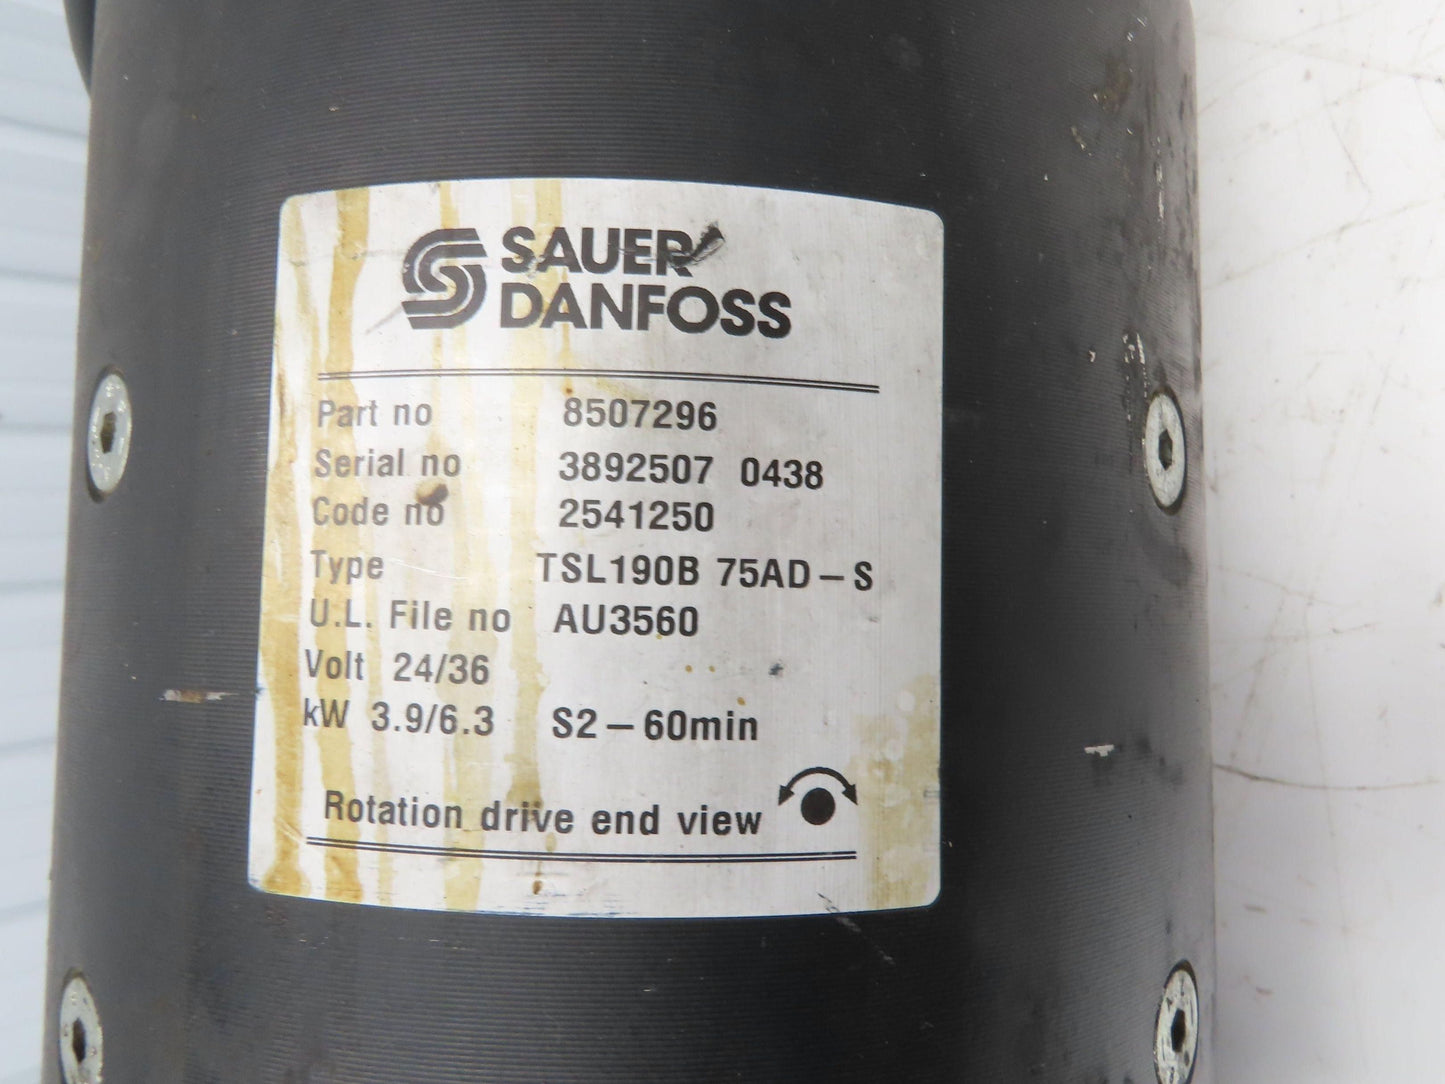 SAUER
DANFOSS
Part no 8507296
Serial no 3892507 0438
Code no 2541250
Type TSL190B 75AD-S
U.L. File no AU3560
Volt 24/36
kW 3.9/6.3 S2-60min
Rotation drive end view